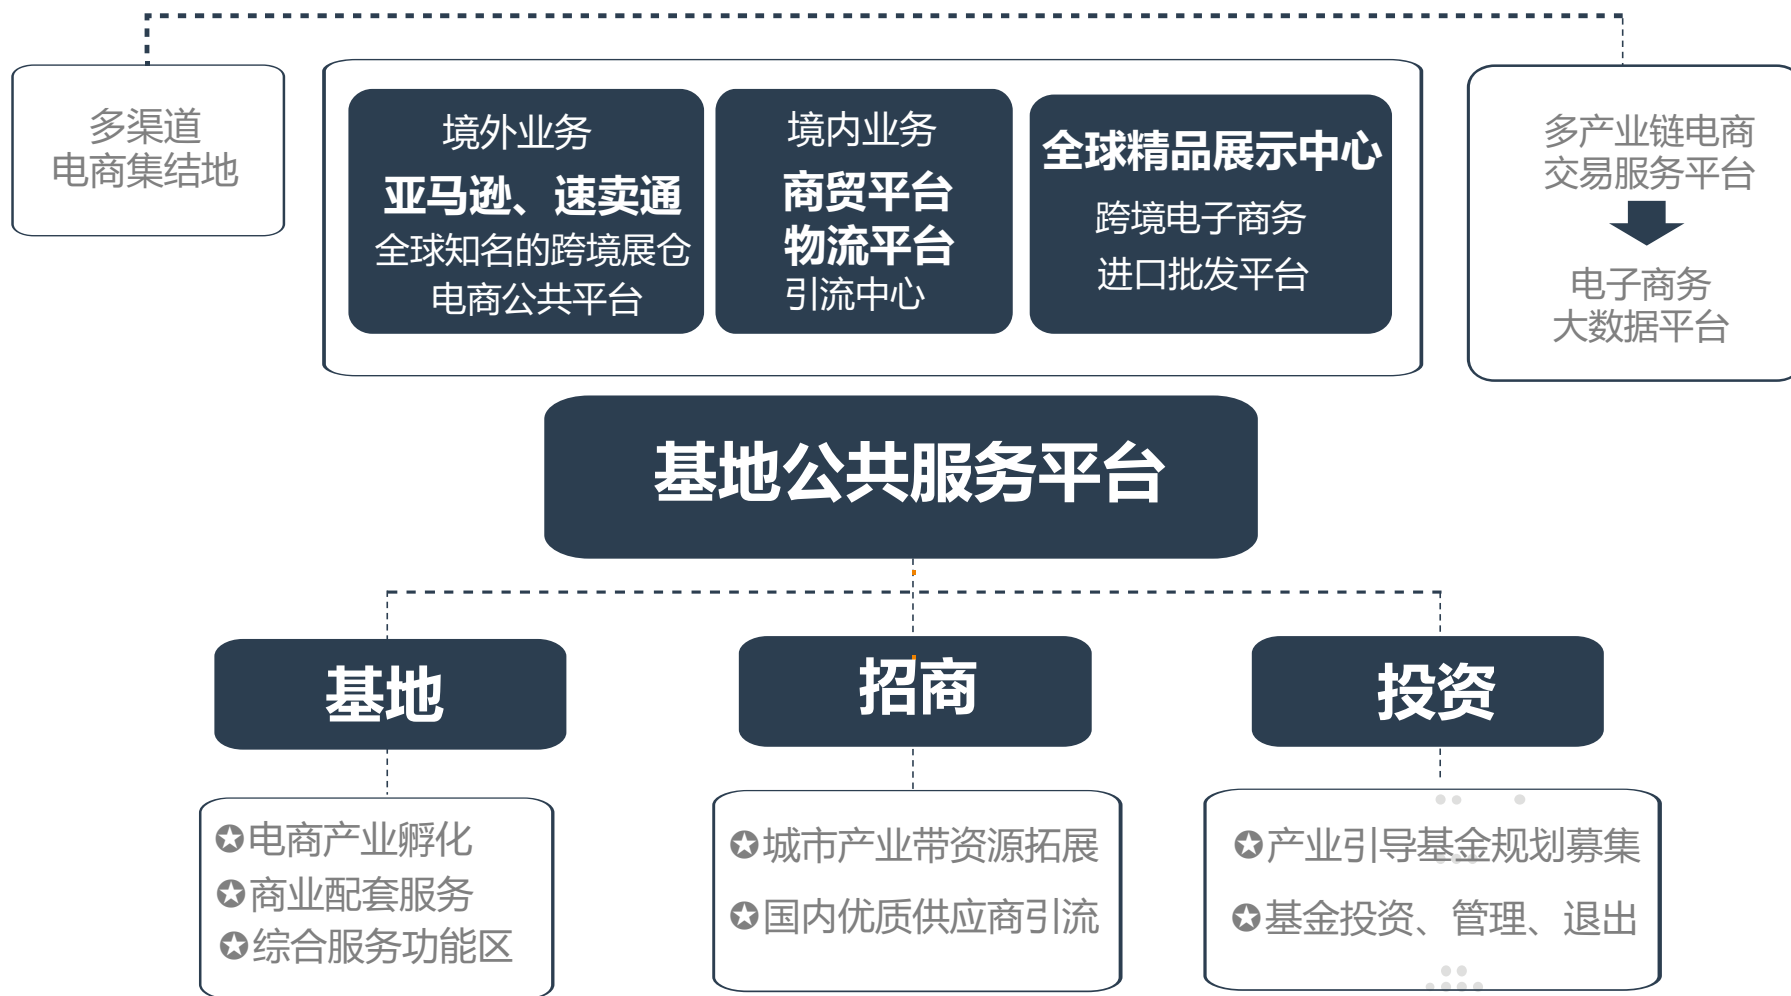 多渠道
电商集结地
境外业务
亚马逊、速卖通
全球知名的跨境展仓
电商公共平台
境内业务
商贸平台
物流平台
引流中心
全球精品展示中心
跨境电子商务
进口批发平台
多产业链电商
交易服务平台
电子商务
大数据平台
基地公共服务平台
基地
招商
投资
✪电商产业孵化
✪商业配套服务
✪综合服务功能区
✪城市产业带资源拓展
✪国内优质供应商引流
✪产业引导基金规划募集
✪基金投资、管理、退出